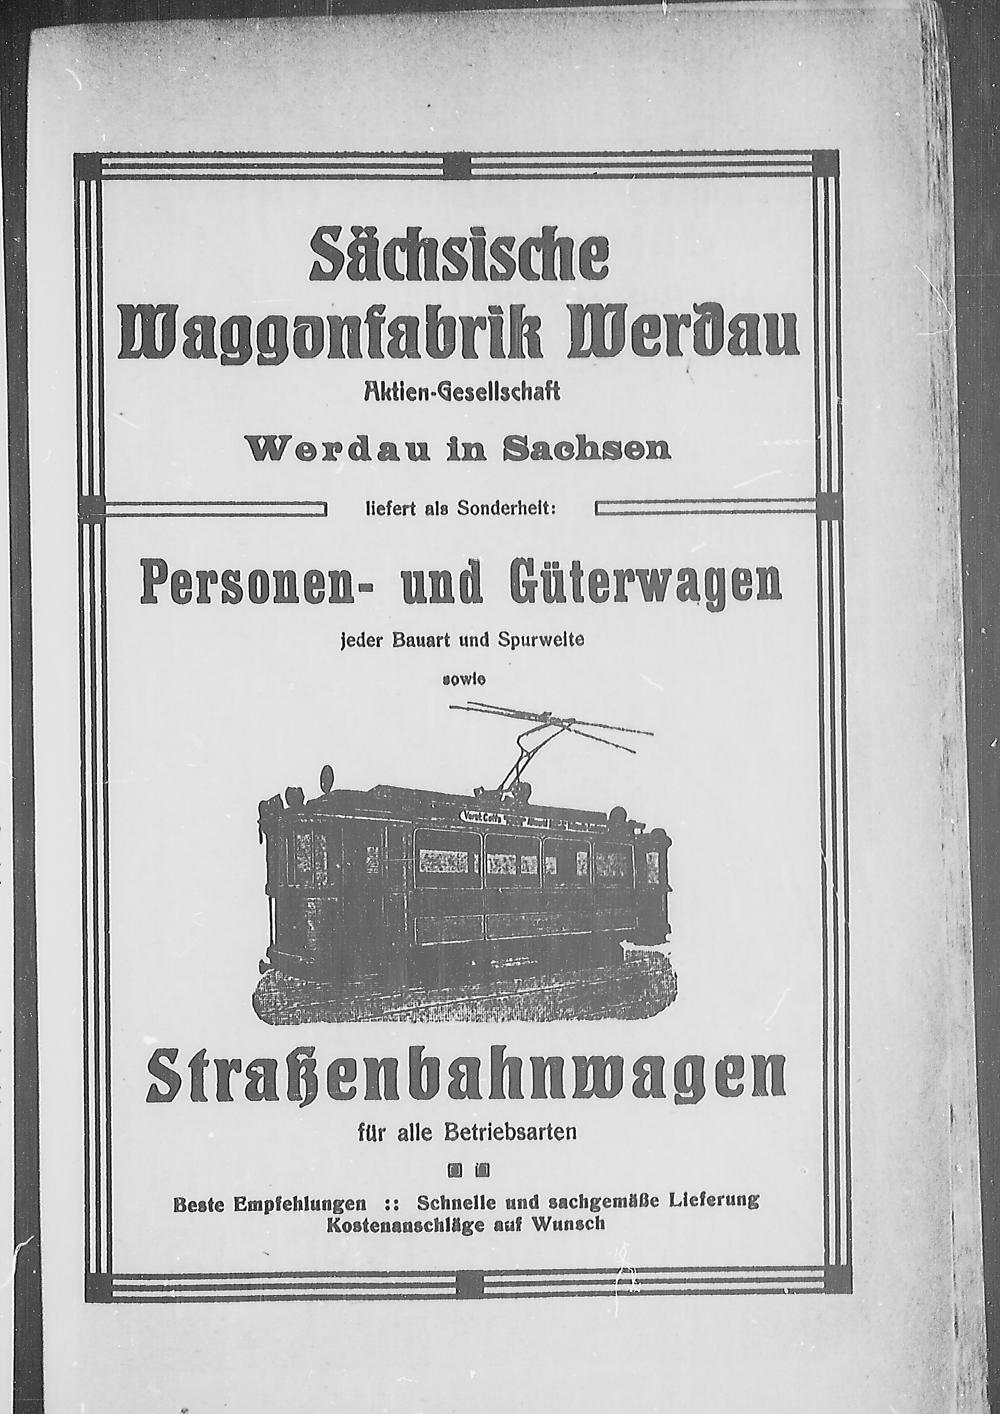 Sächsische
Waggonfabrik Werdau
Aktien-Gesellschaft
Werdau in Sachsen
liefert als Sonderheit:
Personen- und Güterwagen
jeder Bauart und Spurweite
sowie
Straßenbahnwagen
für alle Betriebsarten
Beste Empfehlungen :: Schnelle und sachgemäße Lieferung
Kostenanschläge auf Wunsch